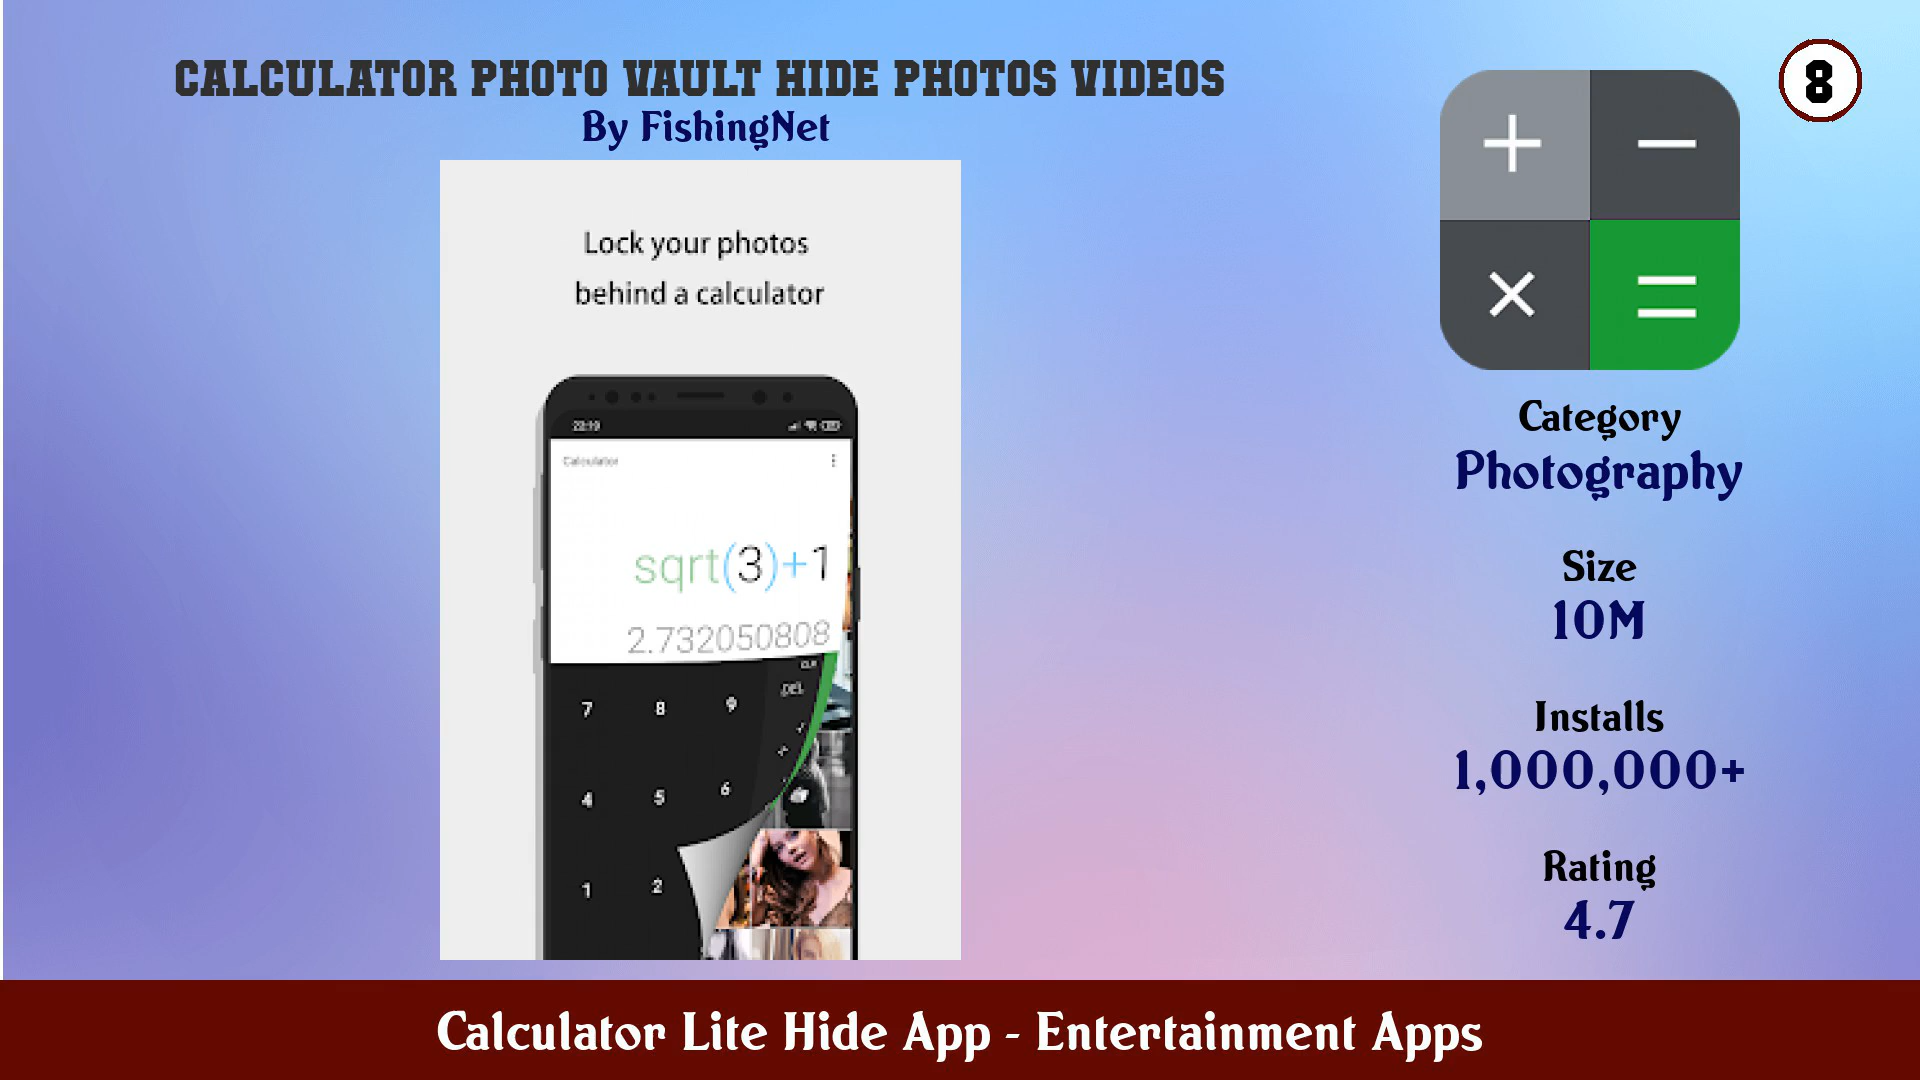 CALCULATOR PHOTO VAULT HIDE PHOTOS VIDEOS
By FishingNet
8
Lock your photos
behind a calculator
22:19
Calculator
sqrt(3)+1
2.732050808
7 8 9 DEL
4 5 6
1 2
+ −
× =
Category
Photography
Size
10M
Installs
1,000,000+
Rating
4.7
Calculator Lite Hide App - Entertainment Apps